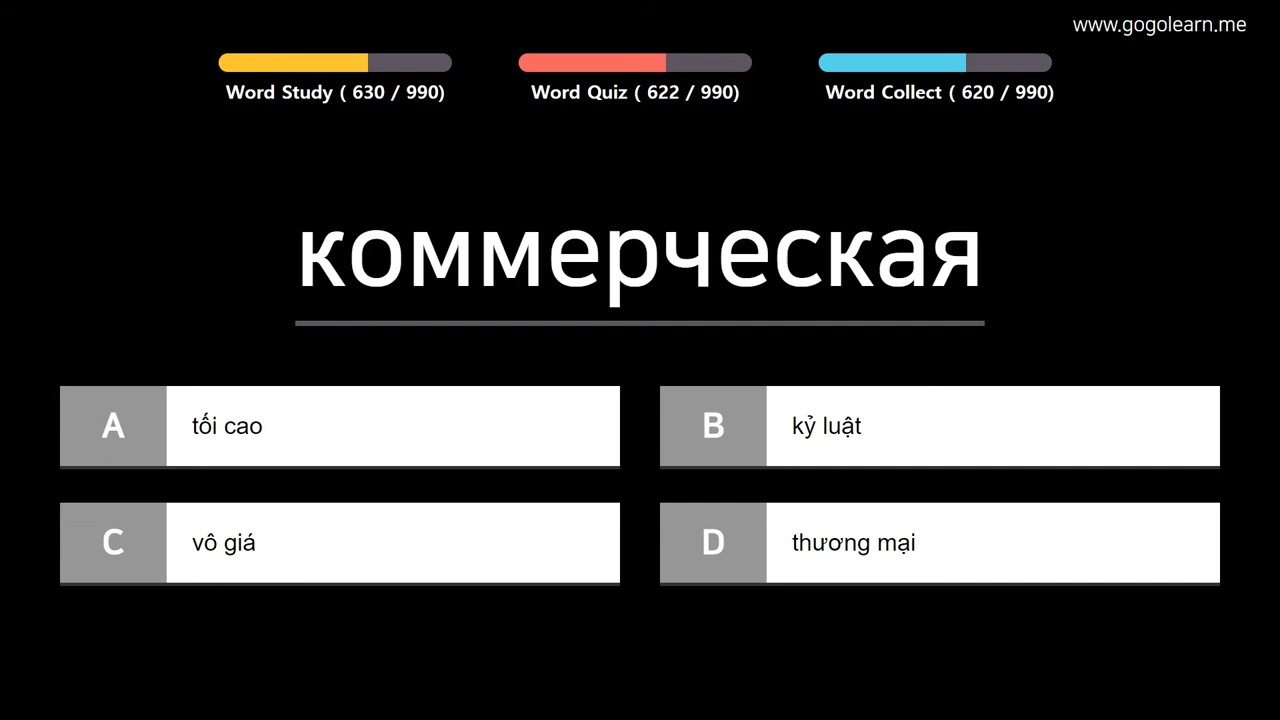 www.gogolearn.me
Word Study ( 630 / 990)
Word Quiz ( 622 / 990)
Word Collect ( 620 / 990)
коммерческая
A
tối cao
B
kỷ luật
C
vô giá
D
thương mại